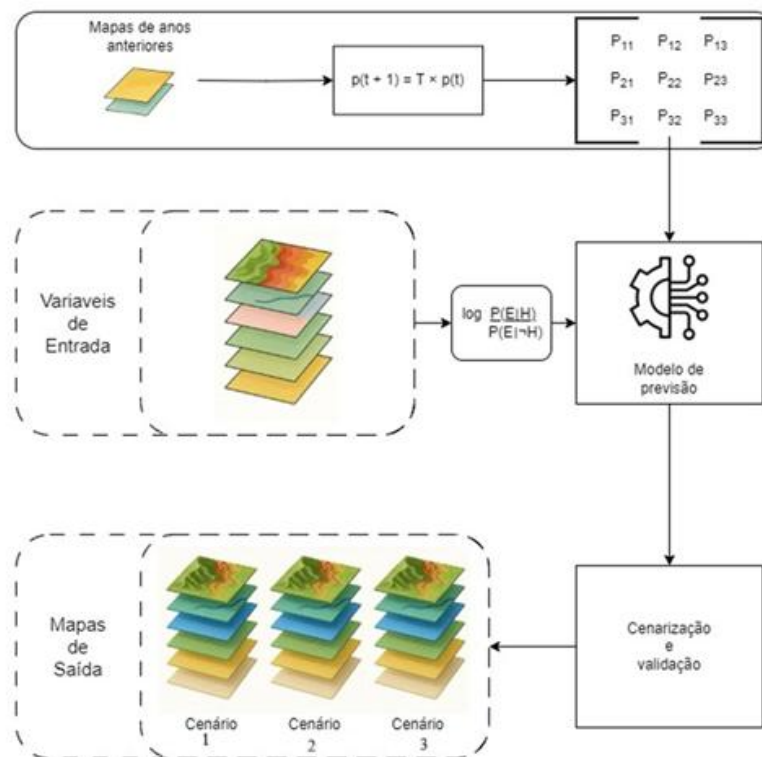 Mapas de anos
anteriores
p(t + 1) = T × p(t)
P₁₁ P₁₂ P₁₃
P₂₁ P₂₂ P₂₃
P₃₁ P₃₂ P₃₃
Variaveis
de
Entrada
log P(E|H)
P(E|¬H)
Modelo de
previsão
Mapas
de
Saída
Cenário
1
Cenário
2
Cenário
3
Cenarização
e
validação